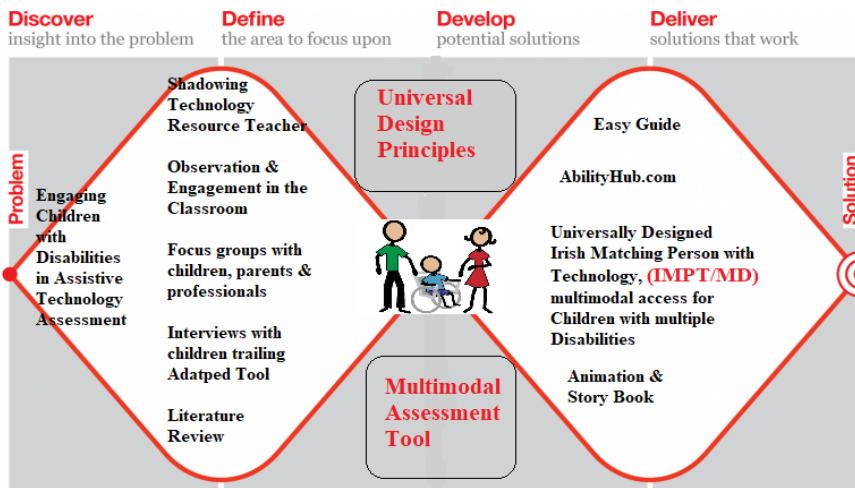 Discover
insight into the problem
Define
the area to focus upon
Develop
potential solutions
Deliver
solutions that work
Problem
Engaging
Children
with
Disabilities
in Assistive
Technology
Assessment
Shadowing
Technology
Resource Teacher
Observation &
Engagement in the
Classroom
Focus groups with
children, parents &
professionals
Interviews with
children trailing
Adatped Tool
Literature
Review
Universal
Design
Principles
Multimodal
Assessment
Tool
Easy Guide
AbilityHub.com
Universally Designed
Irish Matching Person with
Technology, (IMPT/MD)
multimodal access for
Children with multiple
Disabilities
Animation &
Story Book
Solution